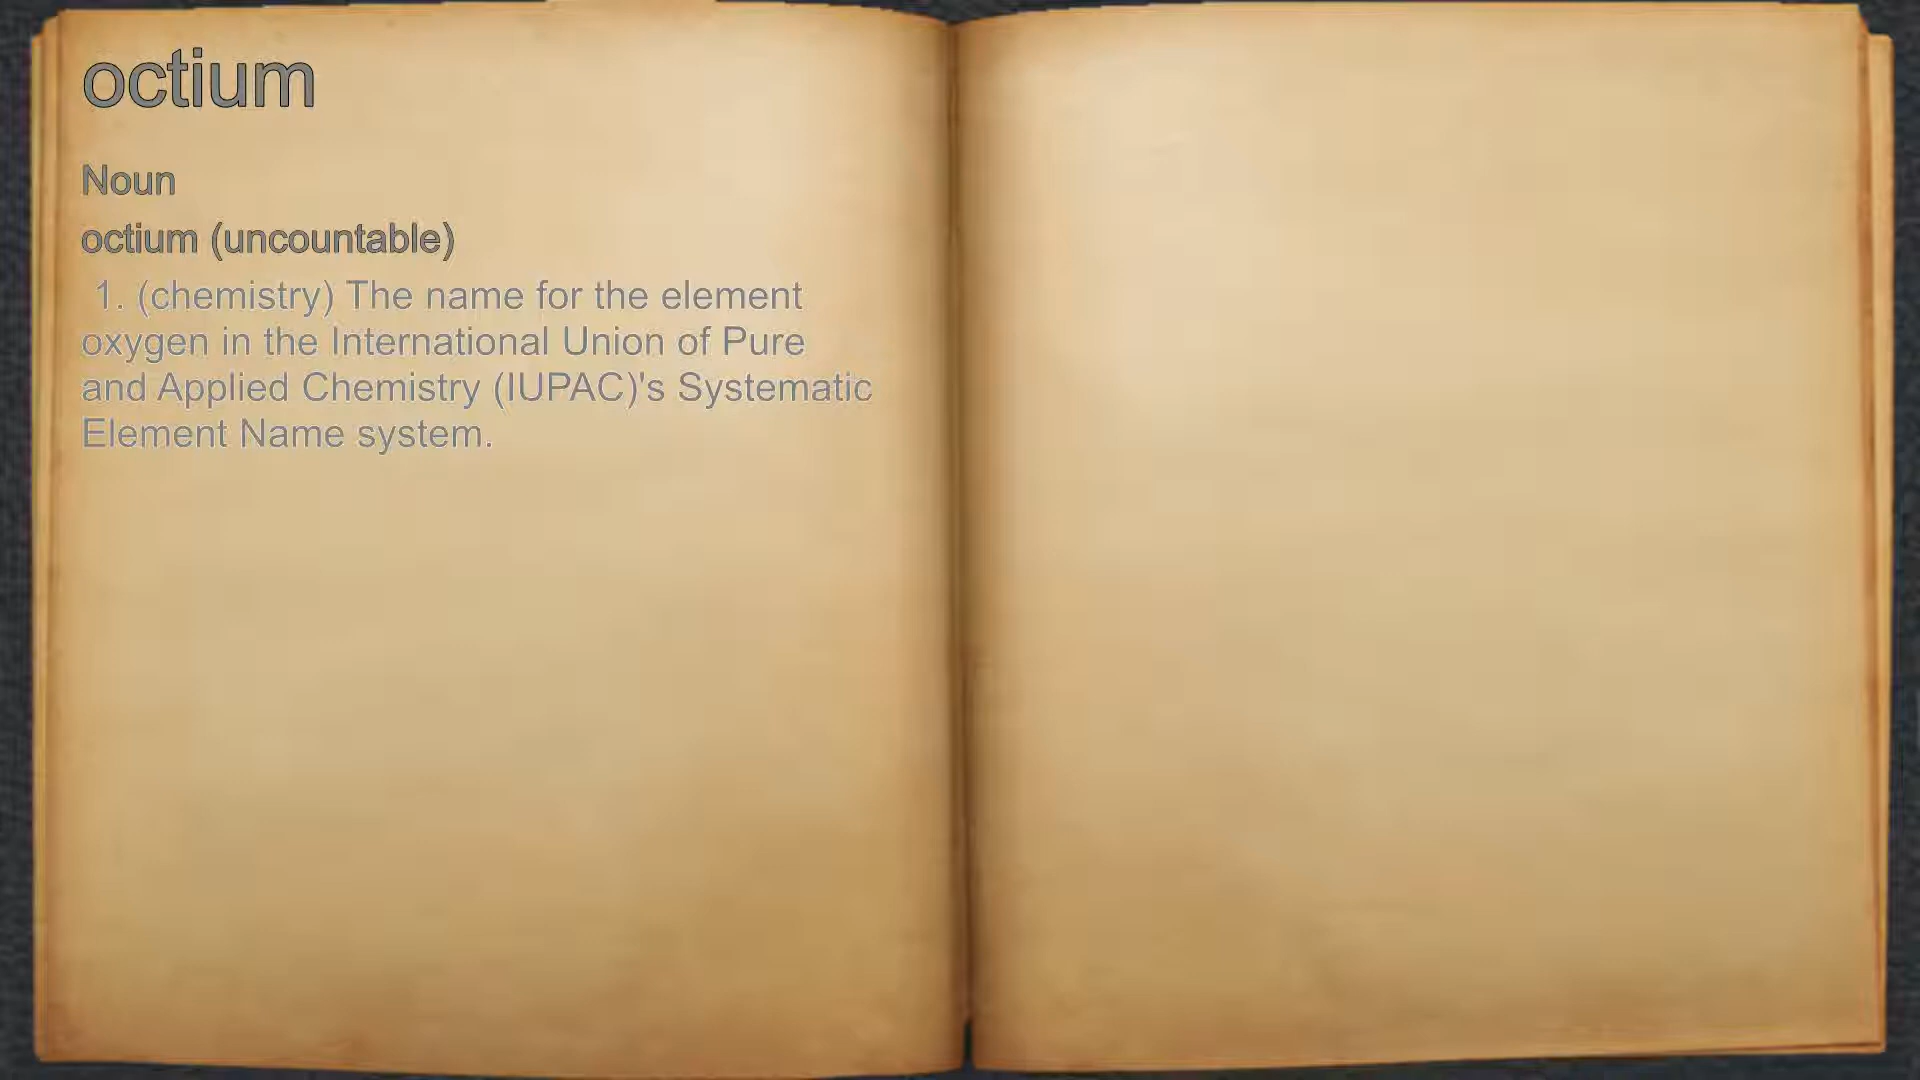 octium
Noun
octium (uncountable)
1. (chemistry) The name for the element
oxygen in the International Union of Pure
and Applied Chemistry (IUPAC)'s Systematic
Element Name system.